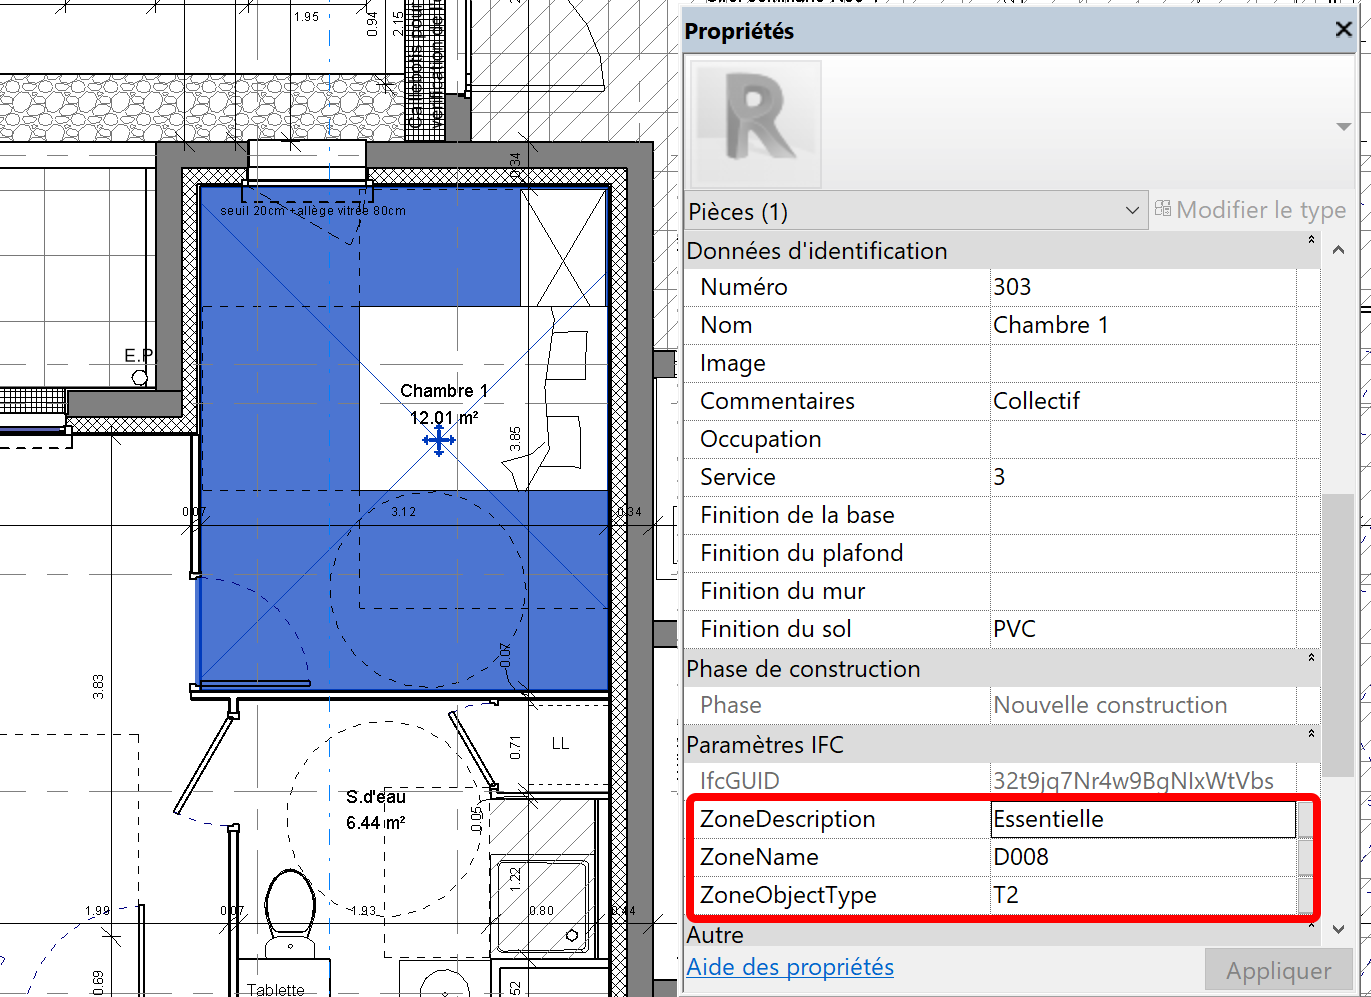 1.95
0.94
2.15
Caillebotis pour
0.34
seuil 20cm +allège vitrée 80cm
E.P.
Chambre 1
12.01 m²
3.85
0.07
3.12
0.34
0.07
3.83
0.71
LL
S.d'eau
6.44 m²
0.05
1.22
1.99
0.07
1.93
0.80
0.44
0.69
Tablette
.52
Propriétés
Pièces (1)
Modifier le type
Données d'identification
Numéro 303
Nom Chambre 1
Image
Commentaires Collectif
Occupation
Service 3
Finition de la base
Finition du plafond
Finition du mur
Finition du sol PVC
Phase de construction
Phase Nouvelle construction
Paramètres IFC
IfcGUID 32t9jq7Nr4w9BgNIxWtVbs
ZoneDescription Essentielle
ZoneName D008
ZoneObjectType T2
Autre
Aide des propriétés
Appliquer